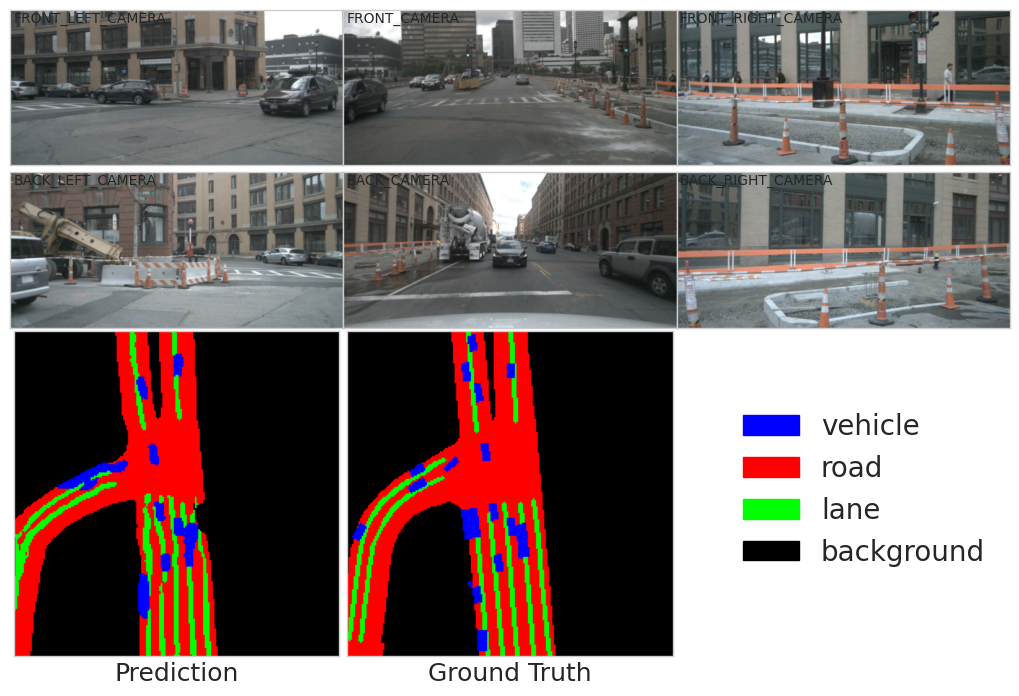 FRONT_LEFT_CAMERA
FRONT_CAMERA
FRONT_RIGHT_CAMERA
BACK_LEFT_CAMERA
BACK_CAMERA
BACK_RIGHT_CAMERA
vehicle
road
lane
background
Prediction
Ground Truth